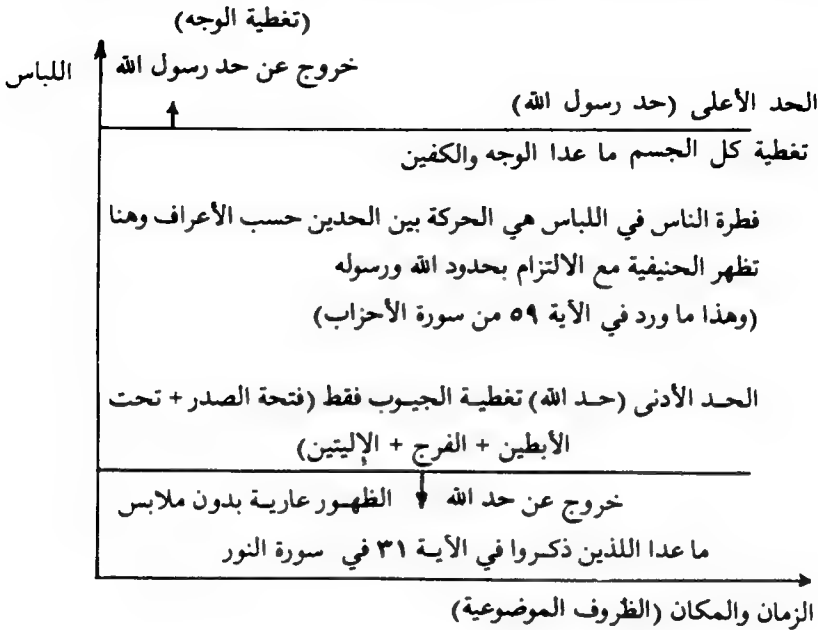 (تغطية الوجه)
خروج عن حد رسول الله
اللباس
الحد الأعلى (حد رسول الله)
تغطية كل الجسم ما عدا الوجه والكفين
فطرة الناس في اللباس هي الحركة بين الحدين حسب الأعراف وهنا
تظهر الحنيفية مع الالتزام بحدود الله ورسوله
(وهذا ما ورد في الآية ٥٩ من سورة الأحزاب)
الحد الأدنى (حد الله) تغطية الجيوب فقط (فتحة الصدر + تحت
الأبطين + الفرج + الإليتين)
خروج عن حد الله الظهور عارية بدون ملابس
ما عدا اللذين ذكروا في الآية ٣١ في سورة النور
الزمان والمكان (الظروف الموضوعية)